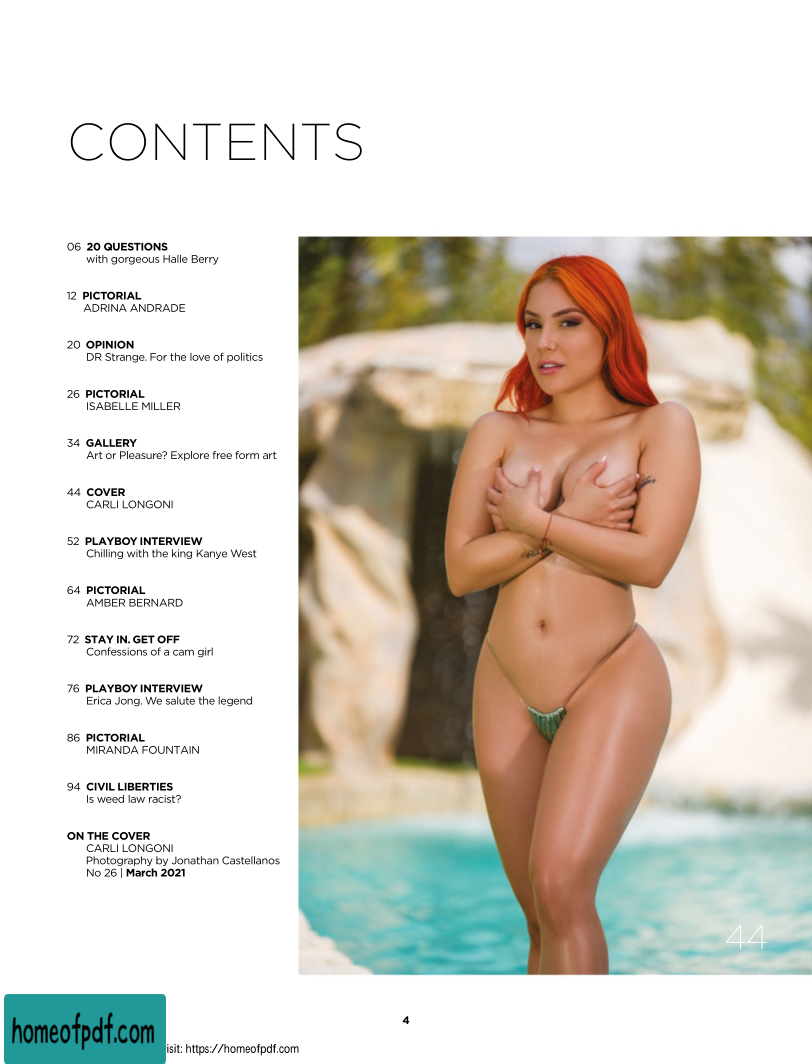 CONTENTS
06 20 QUESTIONS
with gorgeous Halle Berry
12 PICTORIAL
ADRINA ANDRADE
20 OPINION
DR Strange. For the love of politics
26 PICTORIAL
ISABELLE MILLER
34 GALLERY
Art or Pleasure? Explore free form art
44 COVER
CARLI LONGONI
52 PLAYBOY INTERVIEW
Chilling with the king Kanye West
64 PICTORIAL
AMBER BERNARD
72 STAY IN. GET OFF
Confessions of a cam girl
76 PLAYBOY INTERVIEW
Erica Jong. We salute the legend
86 PICTORIAL
MIRANDA FOUNTAIN
94 CIVIL LIBERTIES
Is weed law racist?
ON THE COVER
CARLI LONGONI
Photography by Jonathan Castellanos
No 26 | March 2021
44
4
homeofpdf.com
isit: https://homeofpdf.com